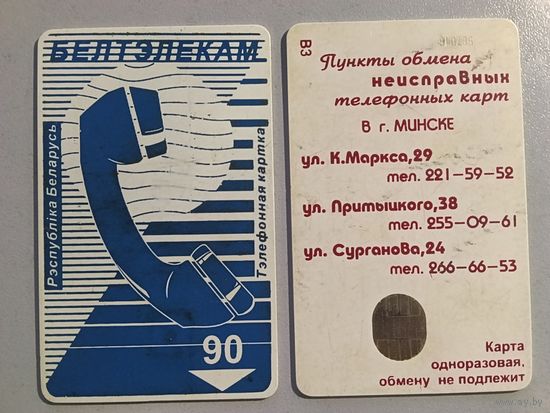 БЕЛТЭЛЕКАМ
Рэспубліка Беларусь
Тэлефонная картка
90
B3
Пункты обмена
неисправных
телефонных карт
В г. МИНСКЕ
ул. К.Маркса,29
тел. 221-59-52
ул. Притыцкого,38
тел. 255-09-61
ул. Сурганова,24
тел. 266-66-53
Карта
одноразовая,
обмену не подлежит